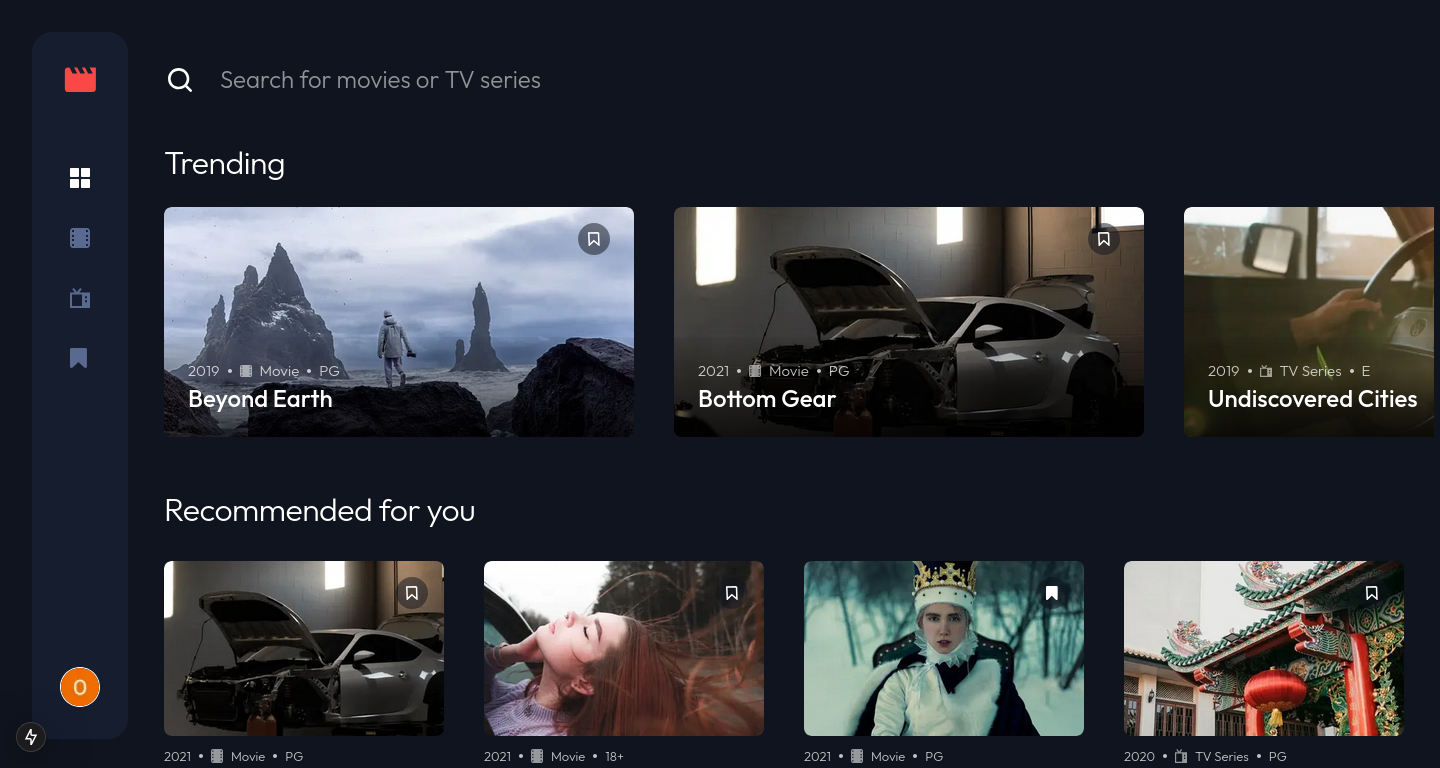 Search for movies or TV series
Trending
2019 • Movie • PG
Beyond Earth
2021 • Movie • PG
Bottom Gear
2019 • TV Series • E
Undiscovered Cities
Recommended for you
2021 • Movie • PG
2021 • Movie • 18+
2021 • Movie • PG
2020 • TV Series • PG
O